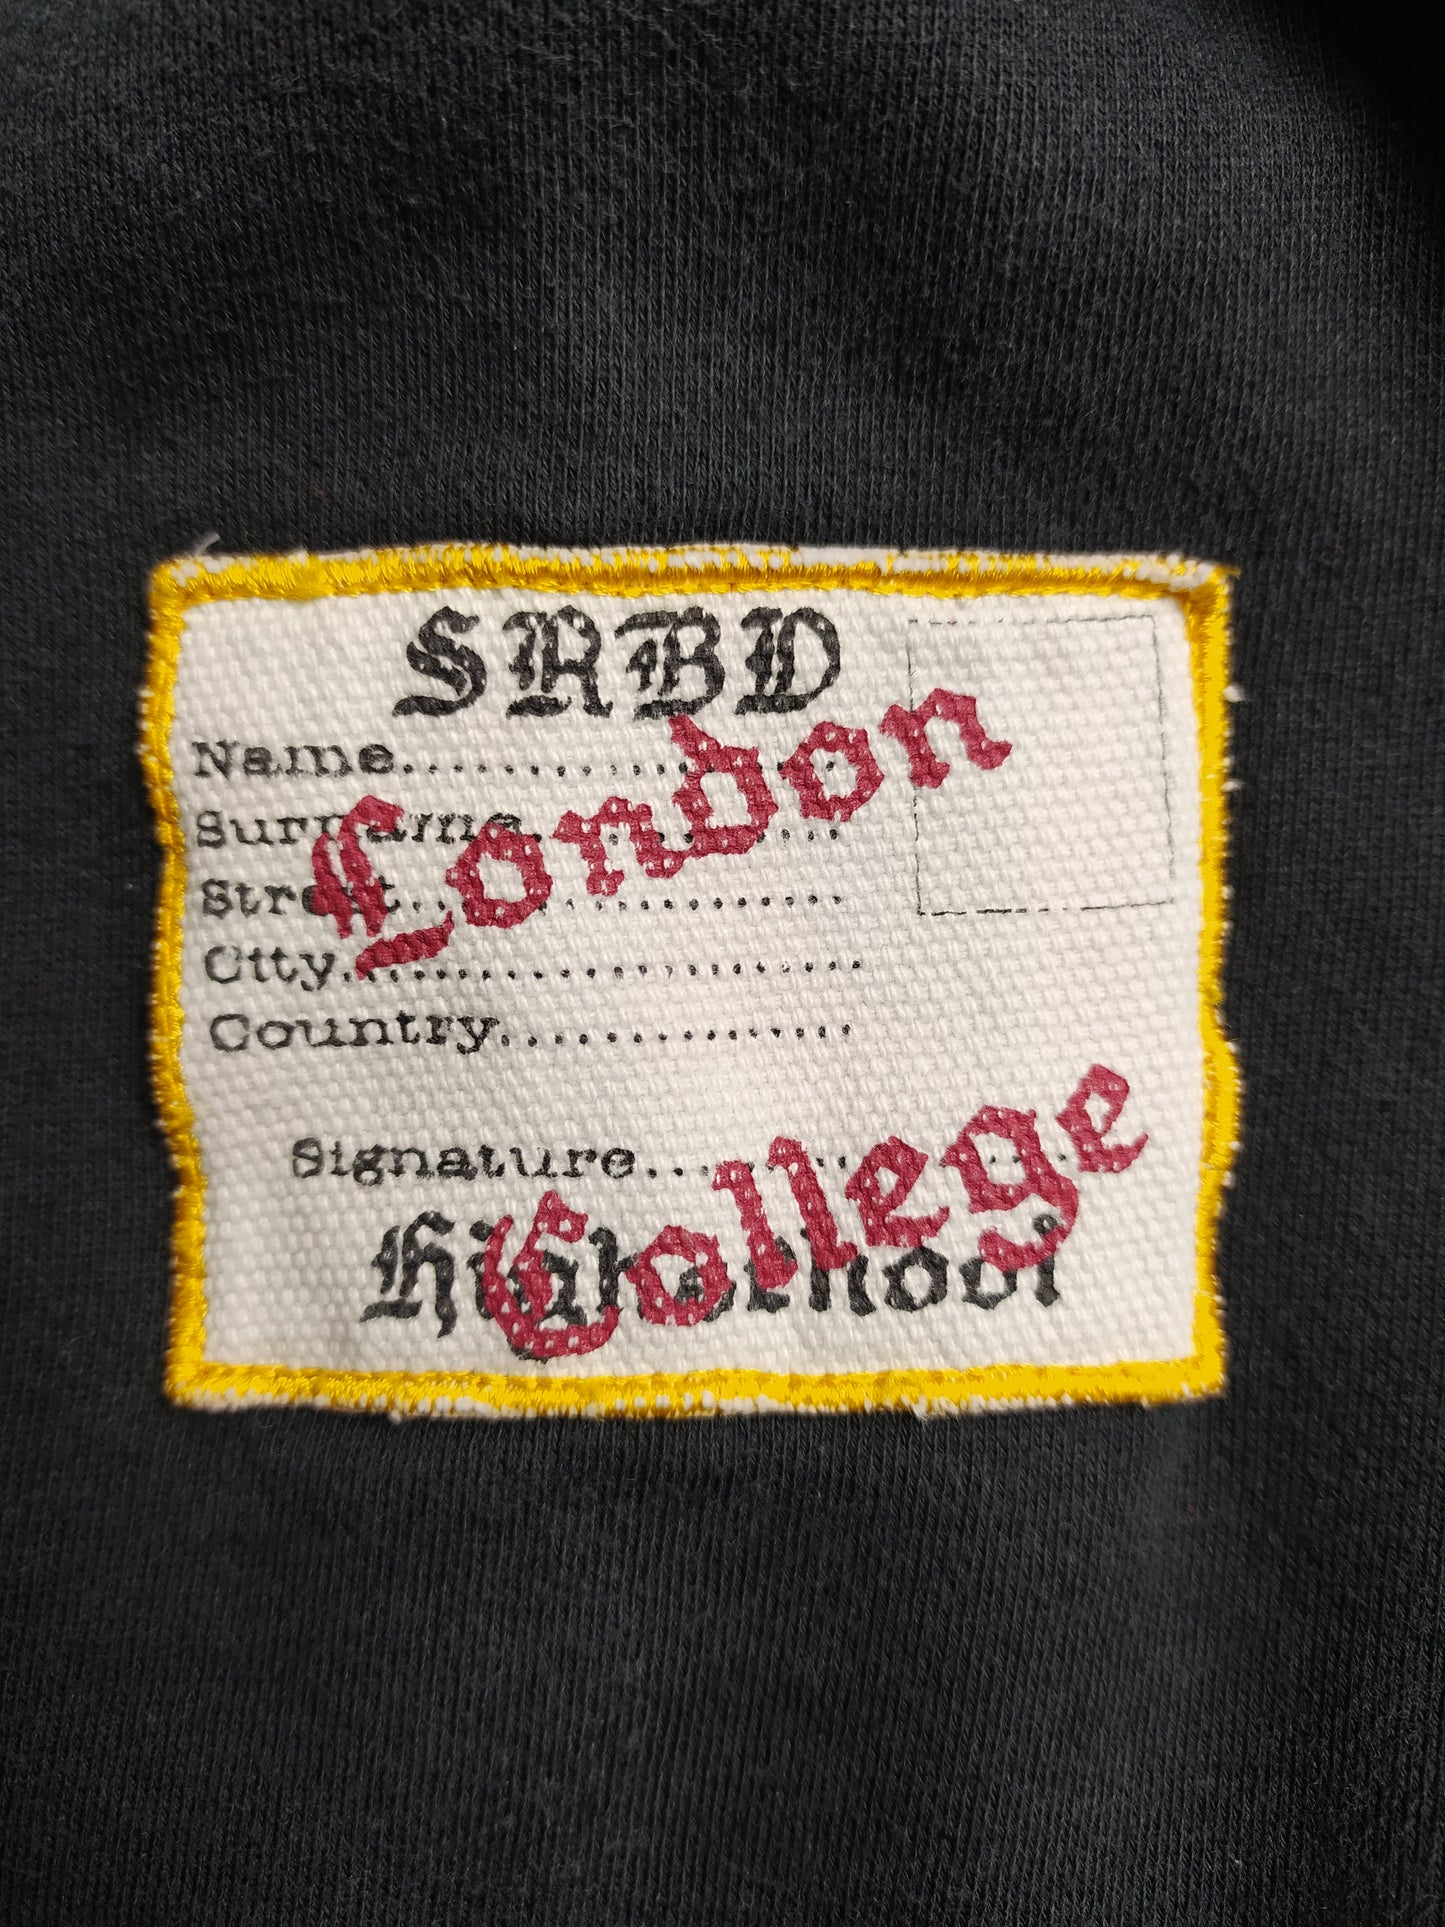 SRBD
Name....................
London
Surname...................
Street......................
City..........................
Country................
Signature....................
College
Highschool